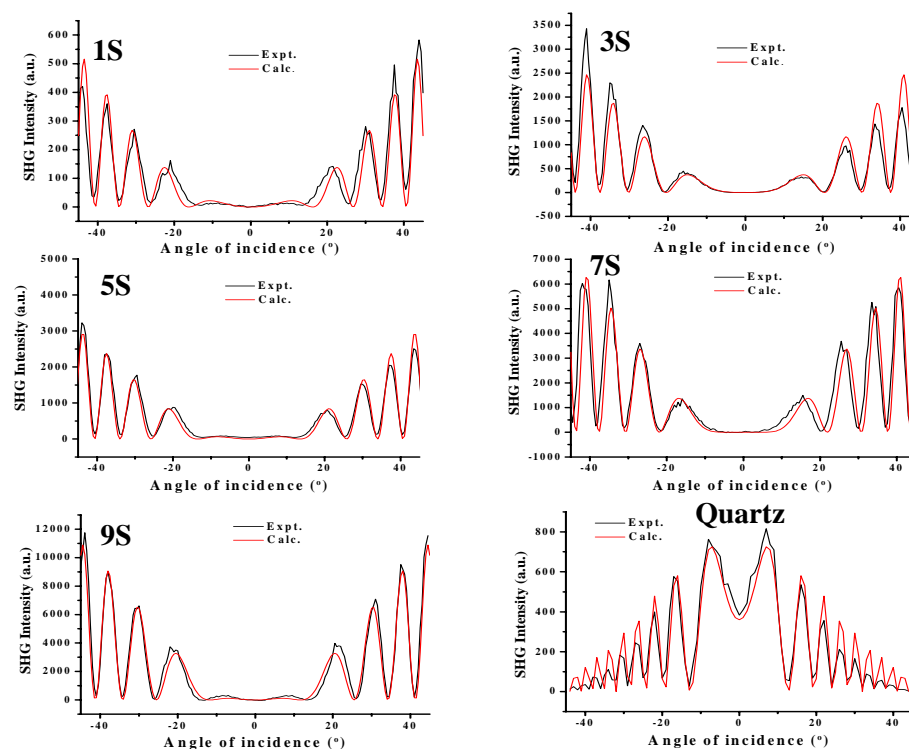 1S
Expt.
Calc.
SHG Intensity (a.u.)
600
500
400
300
200
100
0
-40 -20 0 20 40
Angle of incidence (º)
3S
Expt.
Calc.
SHG Intensity (a.u.)
3500
3000
2500
2000
1500
1000
500
0
-500
-40 -20 0 20 40
Angle of incidence (º)
5S
Expt.
Calc.
SHG Intensity (a.u.)
5000
4000
3000
2000
1000
0
-40 -20 0 20 40
Angle of incidence (º)
7S
Expt.
Calc.
SHG Intensity (a.u.)
7000
6000
5000
4000
3000
2000
1000
0
-1000
-40 -20 0 20 40
Angle of incidence (º)
9S
Expt.
Calc.
SHG Intensity (a.u.)
12000
10000
8000
6000
4000
2000
0
-40 -20 0 20 40
Angle of incidence (º)
Quartz
Expt.
Calc.
SHG Intensity (a.u.)
800
600
400
200
0
-40 -20 0 20 40
Angle of incidence (º)